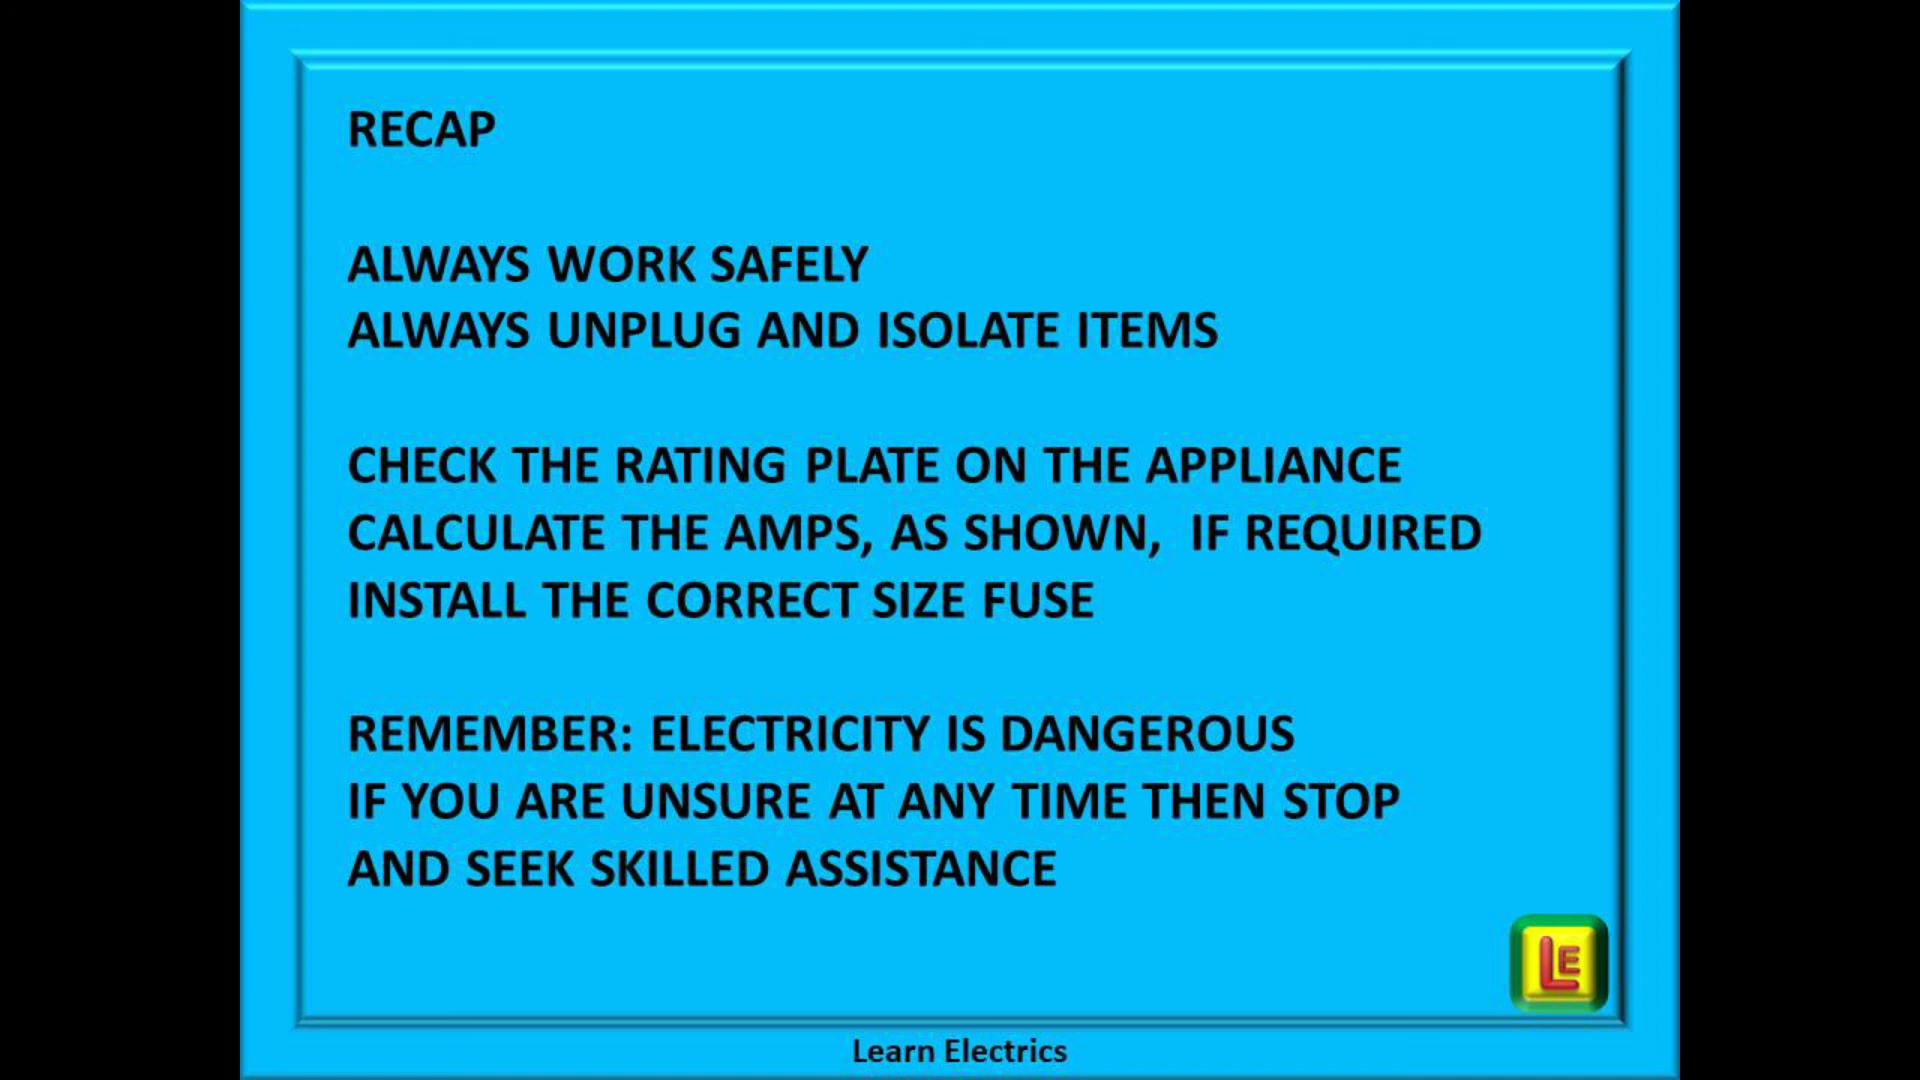 RECAP
ALWAYS WORK SAFELY
ALWAYS UNPLUG AND ISOLATE ITEMS
CHECK THE RATING PLATE ON THE APPLIANCE
CALCULATE THE AMPS, AS SHOWN, IF REQUIRED
INSTALL THE CORRECT SIZE FUSE
REMEMBER: ELECTRICITY IS DANGEROUS
IF YOU ARE UNSURE AT ANY TIME THEN STOP
AND SEEK SKILLED ASSISTANCE
LE
Learn Electrics